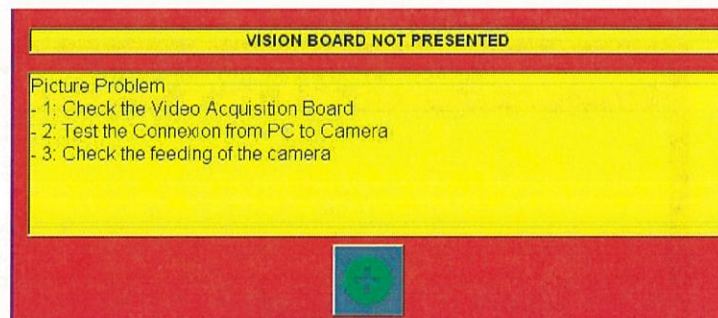 VISION BOARD NOT PRESENTED
Picture Problem
- 1: Check the Video Acquisition Board
- 2: Test the Connexion from PC to Camera
- 3: Check the feeding of the camera